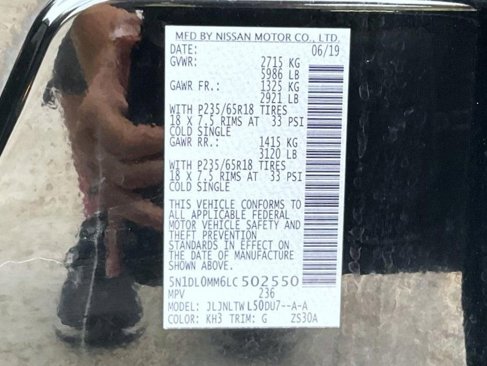 MFD BY NISSAN MOTOR CO., LTD.
DATE: 06/19
GVWR: 2715 KG
5986 LB
GAWR FR.: 1325 KG
2921 LB
WITH P235/65R18 TIRES
18 X 7.5 RIMS AT 33 PSI
COLD SINGLE
GAWR RR.: 1415 KG
3120 LB
WITH P235/65R18 TIRES
18 X 7.5 RIMS AT 33 PSI
COLD SINGLE
THIS VEHICLE CONFORMS TO
ALL APPLICABLE FEDERAL
MOTOR VEHICLE SAFETY AND
THEFT PREVENTION
STANDARDS IN EFFECT ON
THE DATE OF MANUFACTURE
SHOWN ABOVE.
5N1DL0MM6LC502550
MPV 236
MODEL: JLJNLTWL50DU7--A-A
COLOR: KH3 TRIM: G ZS30A